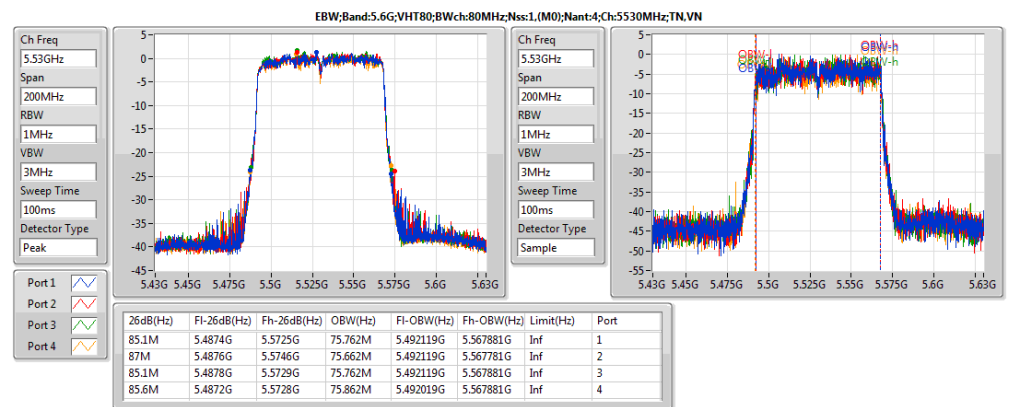 EBW;Band:5.6G;VHT80;BWch:80MHz;Nss:1,(M0);Nant:4;Ch:5530MHz;TN,VN
Ch Freq
5.53GHz
Span
200MHz
RBW
1MHz
VBW
3MHz
Sweep Time
100ms
Detector Type
Peak
5
0
-5
-10
-15
-20
-25
-30
-35
-40
-45
5.43G 5.45G 5.475G 5.5G 5.525G 5.55G 5.575G 5.6G 5.63G
Ch Freq
5.53GHz
Span
200MHz
RBW
1MHz
VBW
3MHz
Sweep Time
100ms
Detector Type
Sample
5
0
-5
-10
-15
-20
-25
-30
-35
-40
-45
-50
-55
OBW-l
OBW-h
5.43G 5.45G 5.475G 5.5G 5.525G 5.55G 5.575G 5.6G 5.63G
Port 1
Port 2
Port 3
Port 4
26dB(Hz) Fl-26dB(Hz) Fh-26dB(Hz) OBW(Hz) Fl-OBW(Hz) Fh-OBW(Hz) Limit(Hz) Port
85.1M 5.4874G 5.5725G 75.762M 5.492119G 5.567881G Inf 1
87M 5.4876G 5.5746G 75.662M 5.492119G 5.567781G Inf 2
85.1M 5.4878G 5.5729G 75.762M 5.492119G 5.567881G Inf 3
85.6M 5.4872G 5.5728G 75.862M 5.492019G 5.567881G Inf 4